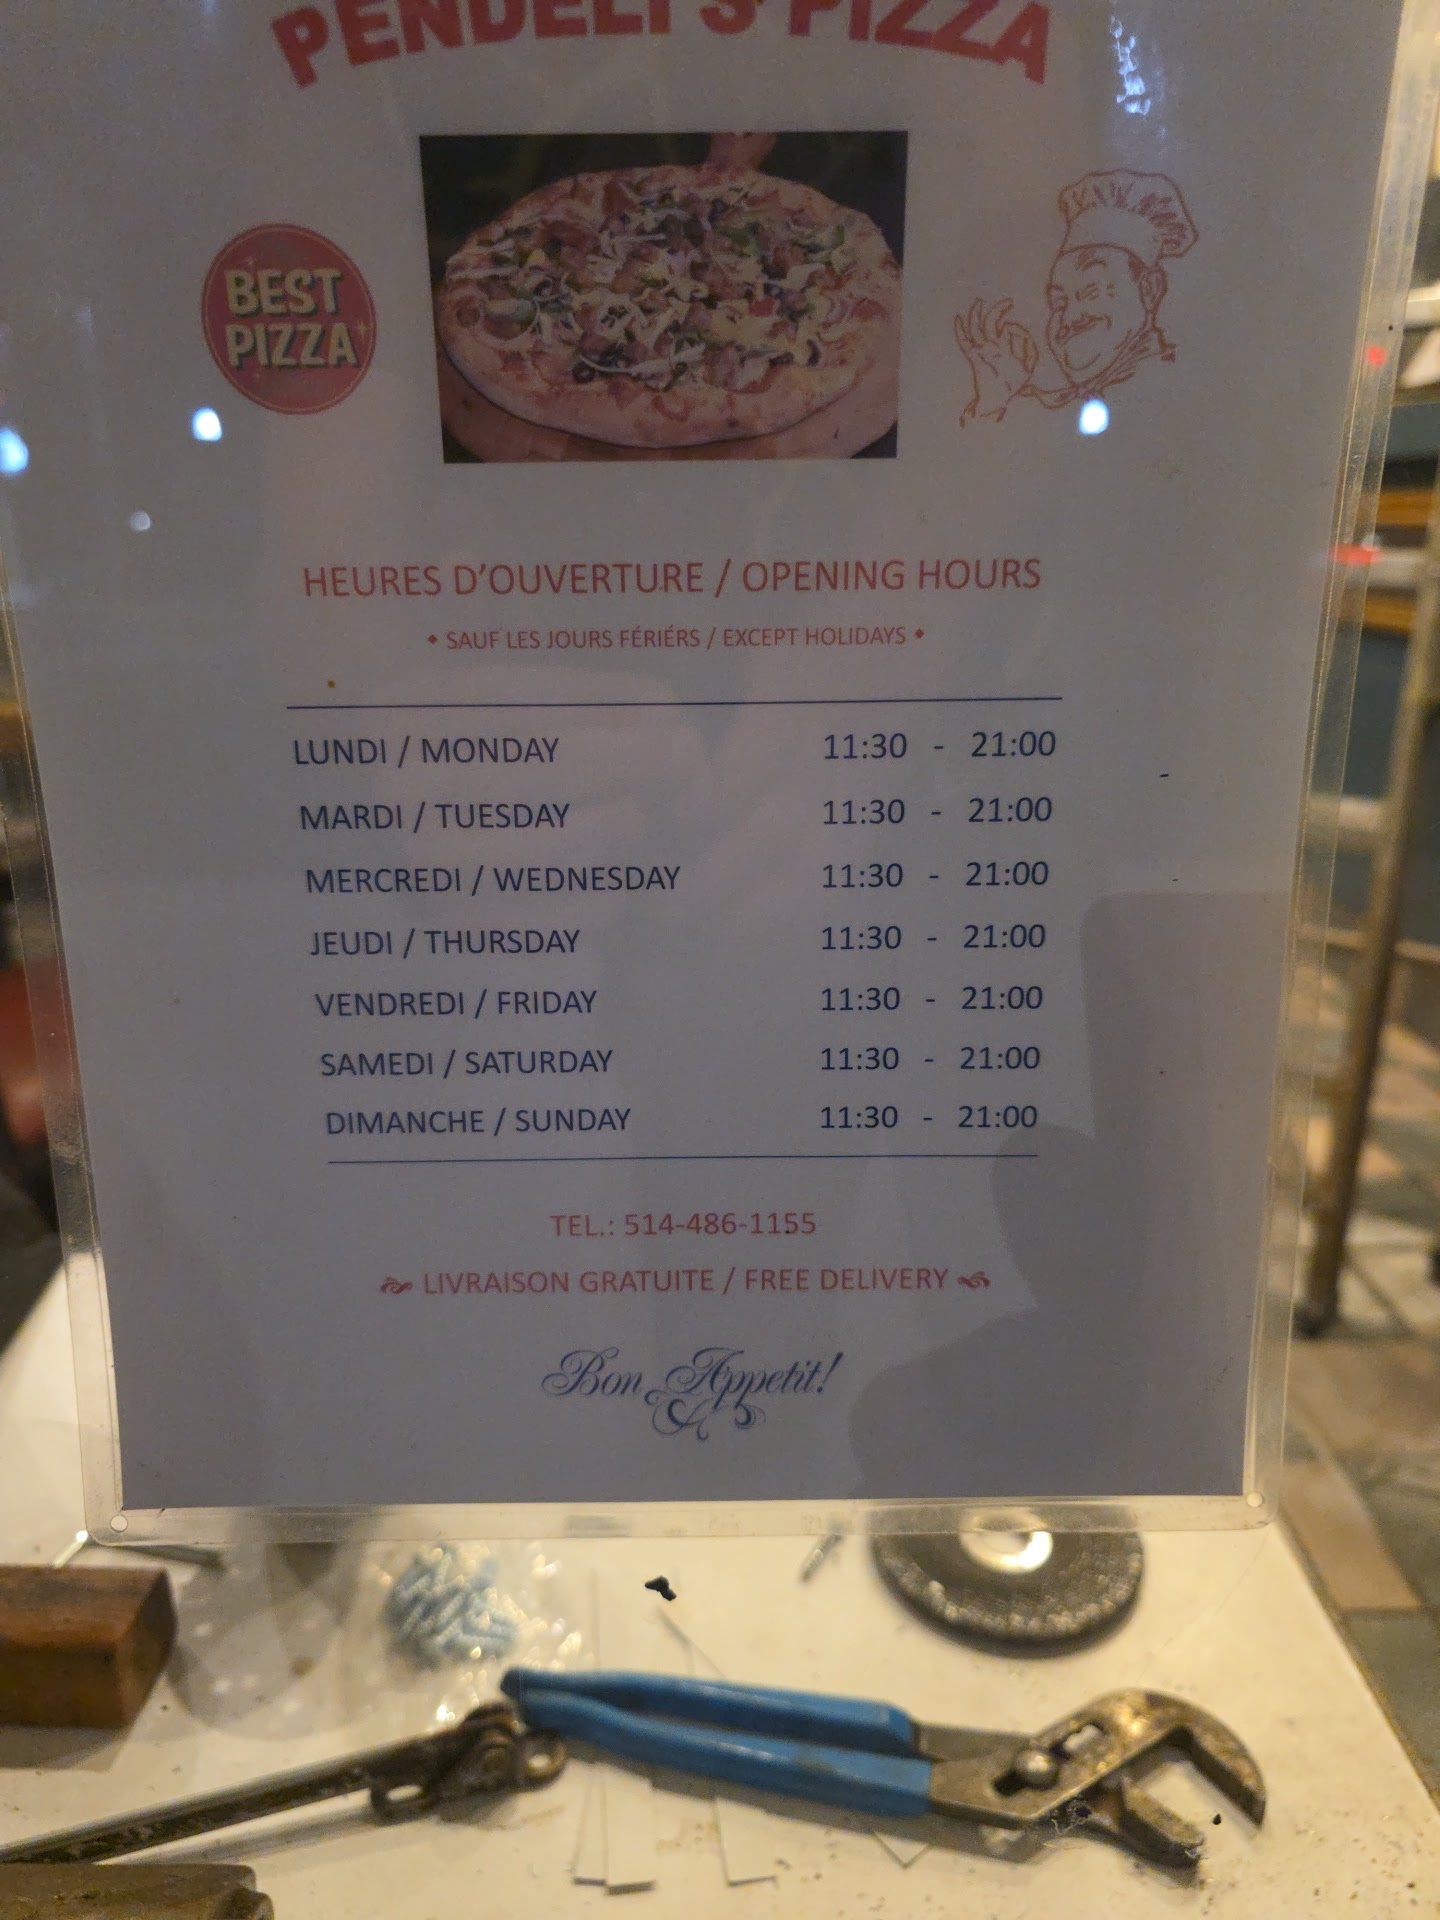 PENDELI'S PIZZA
BEST
PIZZA
HEURES D'OUVERTURE / OPENING HOURS
• SAUF LES JOURS FÉRIÉRS / EXCEPT HOLIDAYS •
LUNDI / MONDAY 11:30 - 21:00
MARDI / TUESDAY 11:30 - 21:00
MERCREDI / WEDNESDAY 11:30 - 21:00
JEUDI / THURSDAY 11:30 - 21:00
VENDREDI / FRIDAY 11:30 - 21:00
SAMEDI / SATURDAY 11:30 - 21:00
DIMANCHE / SUNDAY 11:30 - 21:00
TEL.: 514-486-1155
LIVRAISON GRATUITE / FREE DELIVERY
Bon Appetit!